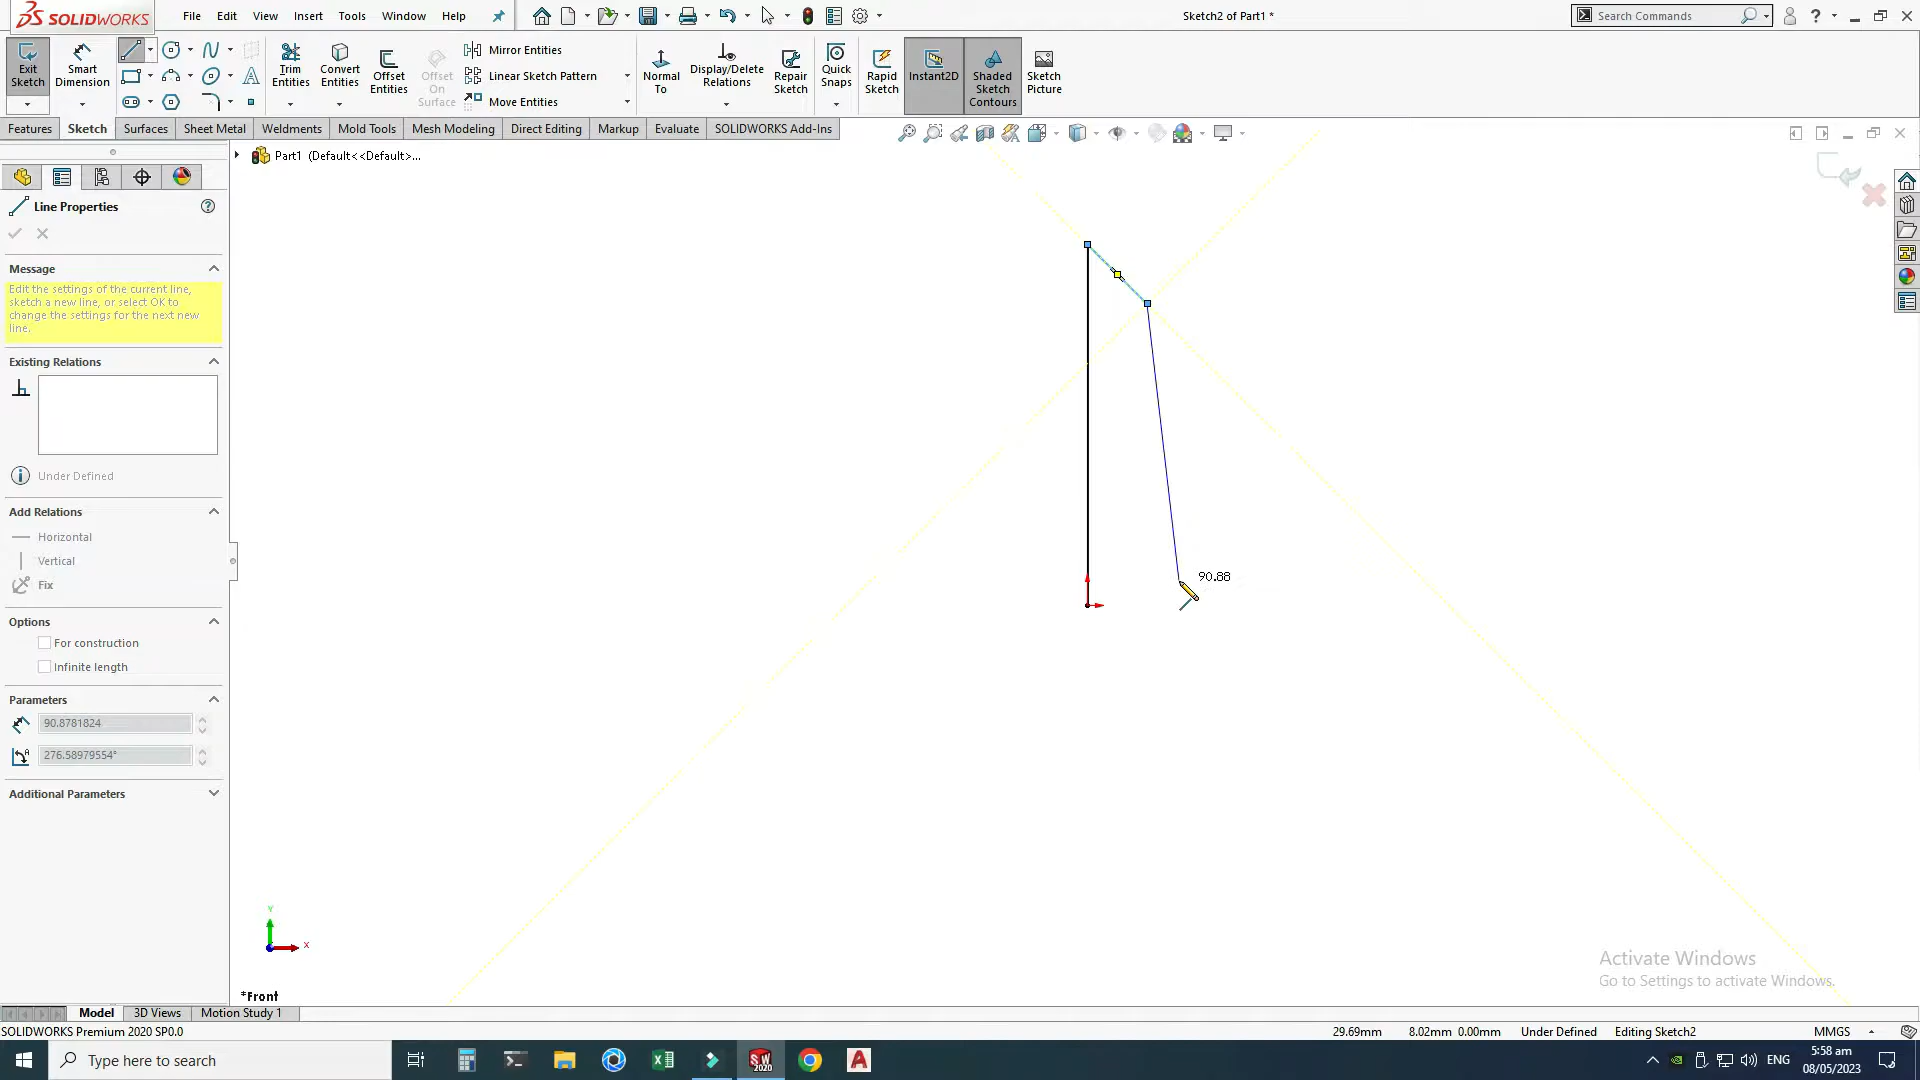 SOLIDWORKS
File Edit View Insert Tools Window Help
Sketch2 of Part1 *
Search Commands
Exit Sketch
Smart Dimension
Trim Entities
Convert Entities
Offset Entities
Offset On Surface
Mirror Entities
Linear Sketch Pattern
Move Entities
Normal To
Display/Delete Relations
Repair Sketch
Quick Snaps
Rapid Sketch
Instant2D
Shaded Sketch Contours
Sketch Picture
Features Sketch Surfaces Sheet Metal Weldments Mold Tools Mesh Modeling Direct Editing Markup Evaluate SOLIDWORKS Add-Ins
Part1 (Default<<Default>...
Line Properties
Message
Edit the settings of the current line,
sketch a new line, or select OK to
change the settings for the next new
line.
Existing Relations
Under Defined
Add Relations
Horizontal
Vertical
Fix
Options
For construction
Infinite length
Parameters
90.8781824
276.58979554°
Additional Parameters
90.88
Y
X
*Front
Activate Windows
Go to Settings to activate Windows.
Model 3D Views Motion Study 1
SOLIDWORKS Premium 2020 SP0.0
29.69mm 8.02mm 0.00mm Under Defined Editing Sketch2 MMGS
Type here to search
SW
2020
A
ENG
5:58 am
08/05/2023